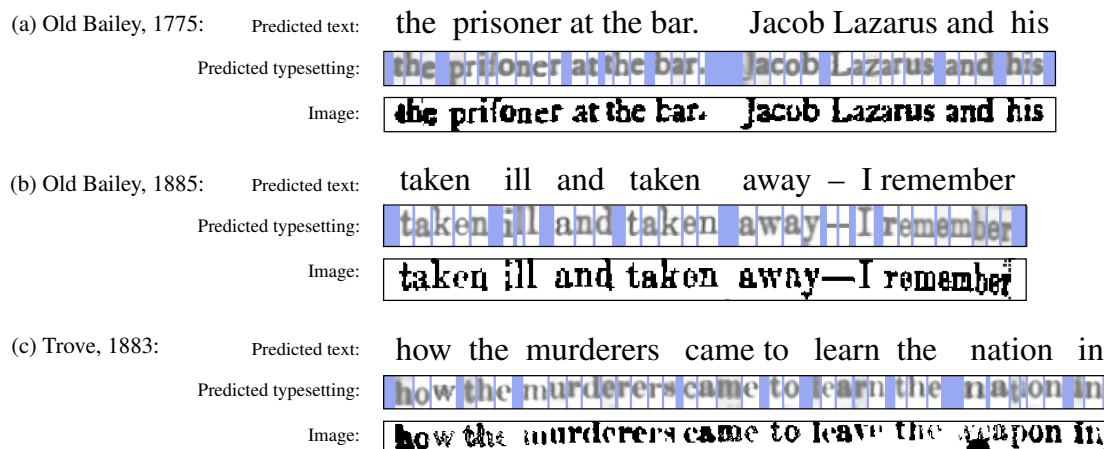 (a) Old Bailey, 1775: Predicted text: the prisoner at the bar. Jacob Lazarus and his
Predicted typesetting: the priſoner at the bar. Jacob Lazarus and his
Image: the priſoner at the bar. Jacob Lazarus and his
(b) Old Bailey, 1885: Predicted text: taken ill and taken away – I remember
Predicted typesetting: taken ill and taken away—I remember
Image: taken ill and taken away—I remember
(c) Trove, 1883: Predicted text: how the murderers came to learn the nation in
Predicted typesetting: how the murderers came to learn the nation in
Image: how the murderers came to leave the weapon in